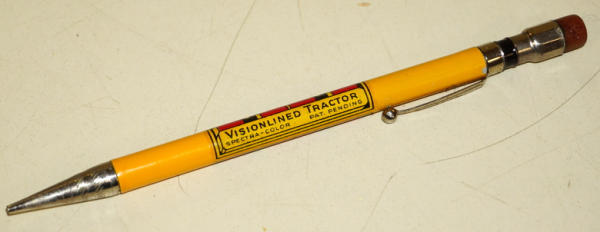 VISIONLINED TRACTOR
SPECTRA-COLOR PAT. PENDING